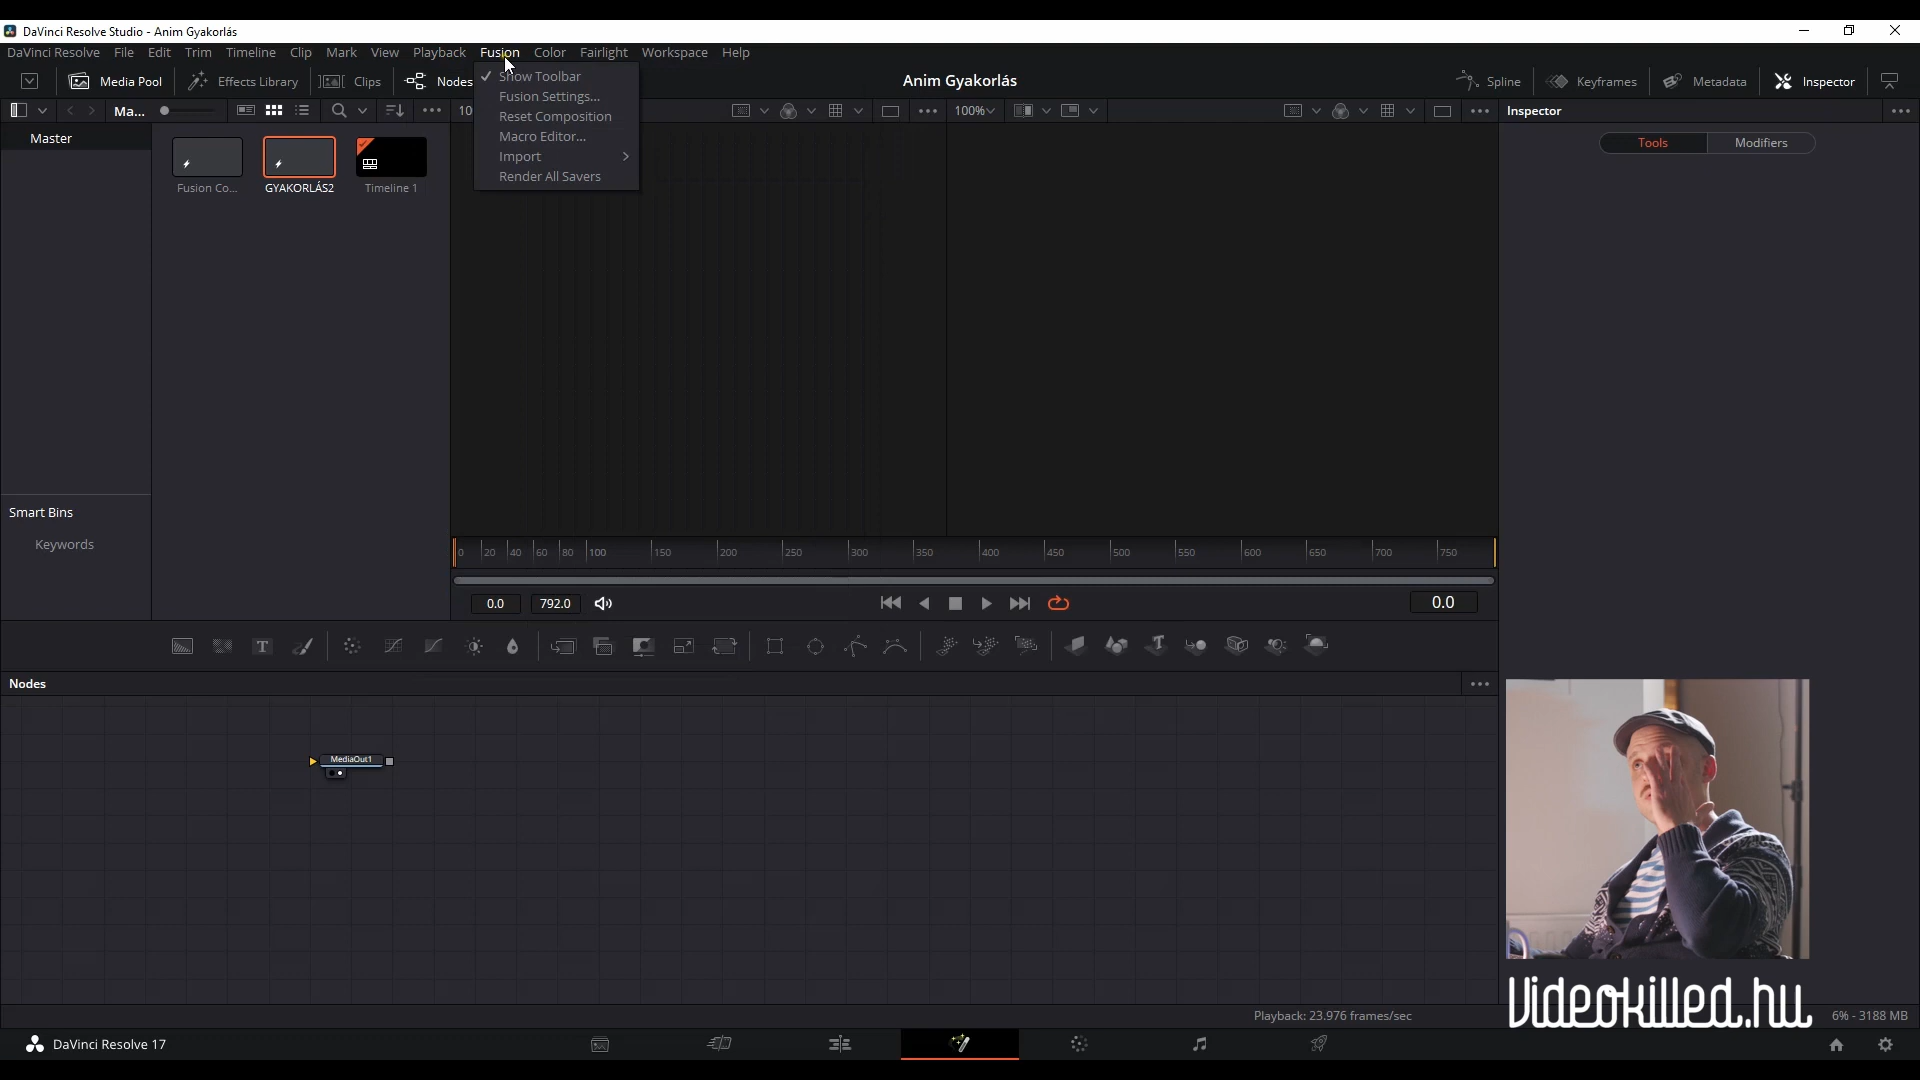 DaVinci Resolve Studio - Anim Gyakorlás
DaVinci Resolve File Edit Trim Timeline Clip Mark View Playback Fusion Color Fairlight Workspace Help
Media Pool Effects Library Clips Nodes Anim Gyakorlás Spline Keyframes Metadata Inspector
Show Toolbar
Fusion Settings...
Reset Composition
Macro Editor...
Import
Render All Savers
Ma... 100% Inspector
Master
Tools Modifiers
Fusion Co... GYAKORLÁS2 Timeline 1
Smart Bins
Keywords
0 20 40 60 80 100 150 200 250 300 350 400 450 500 550 600 650 700 750
0.0 792.0 0.0
T T
Nodes
MediaOut1
Videokilled.hu
Playback: 23.976 frames/sec 6% - 3188 MB
DaVinci Resolve 17